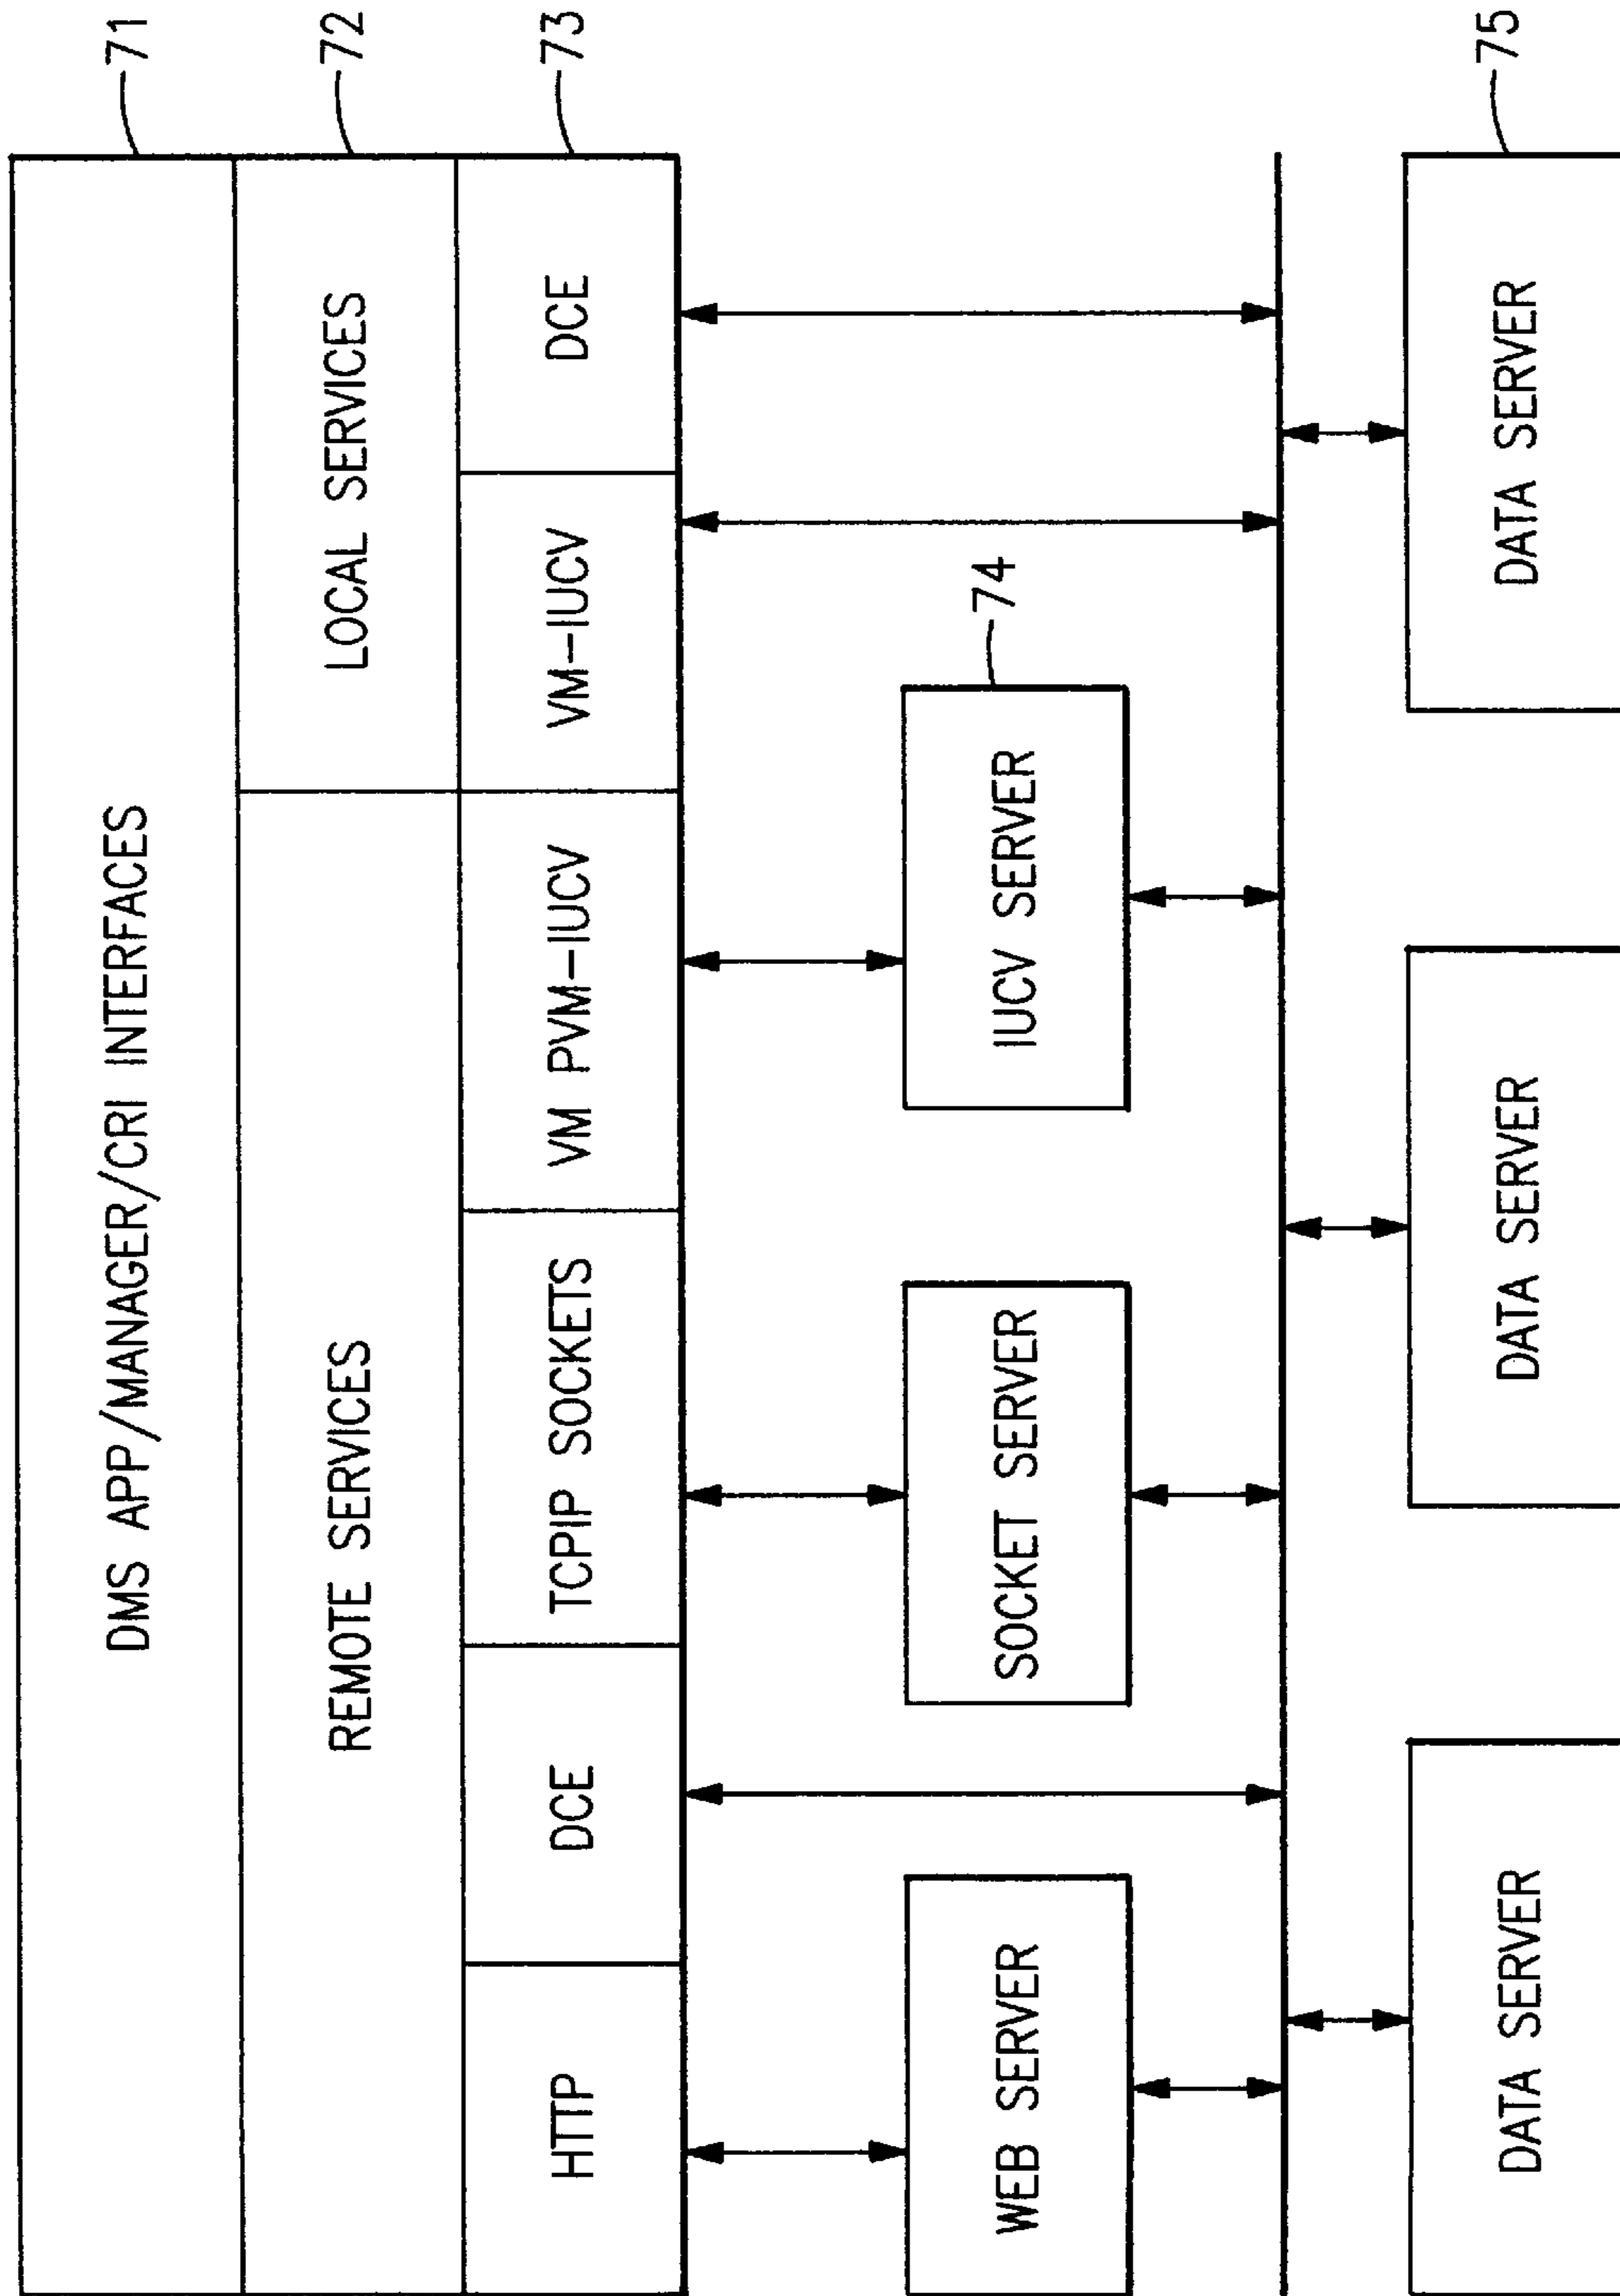 DMS APP/MANAGER/CRI INTERFACES
71
REMOTE SERVICES
LOCAL SERVICES
72
HTTP
DCE
TCPIP SOCKETS
VM PVM-IUCV
VM-IUCV
DCE
73
WEB SERVER
SOCKET SERVER
IUCV SERVER
74
DATA SERVER
DATA SERVER
DATA SERVER
75